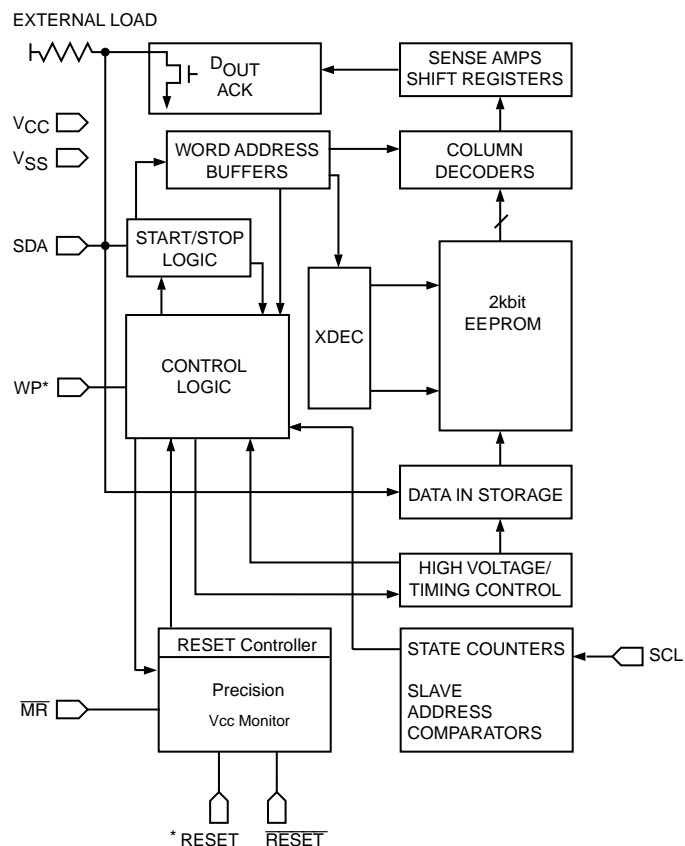 EXTERNAL LOAD
DOUT
ACK
SENSE AMPS
SHIFT REGISTERS
VCC
VSS
WORD ADDRESS
BUFFERS
COLUMN
DECODERS
SDA
START/STOP
LOGIC
XDEC
2kbit
EEPROM
WP*
CONTROL
LOGIC
DATA IN STORAGE
HIGH VOLTAGE/
TIMING CONTROL
RESET Controller
Precision
Vcc Monitor
MR
STATE COUNTERS
SLAVE
ADDRESS
COMPARATORS
SCL
* RESET
RESET